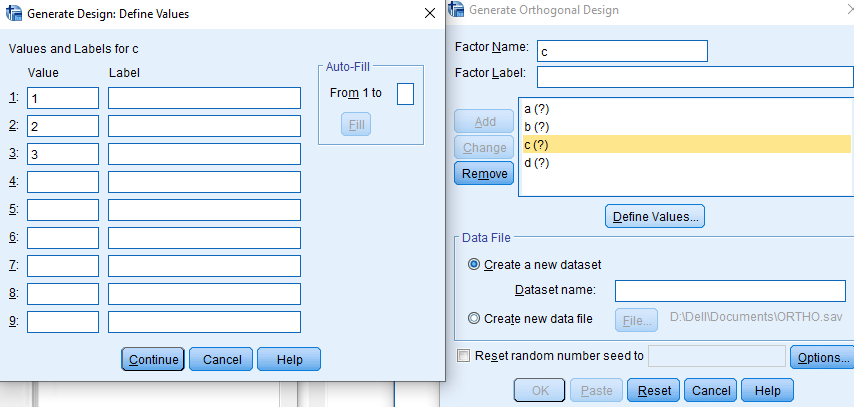 Generate Design: Define Values
Values and Labels for c
Value Label
1: 1
2: 2
3: 3
4:
5:
6:
7:
8:
9:
Auto-Fill
From 1 to
Fill
Continue Cancel Help
Generate Orthogonal Design
Factor Name: c
Factor Label:
Add
Change
Remove
a (?)
b (?)
c (?)
d (?)
Define Values...
Data File
Create a new dataset
Dataset name:
Create new data file File... D:\Dell\Documents\ORTHO.sav
Reset random number seed to Options...
OK Paste Reset Cancel Help